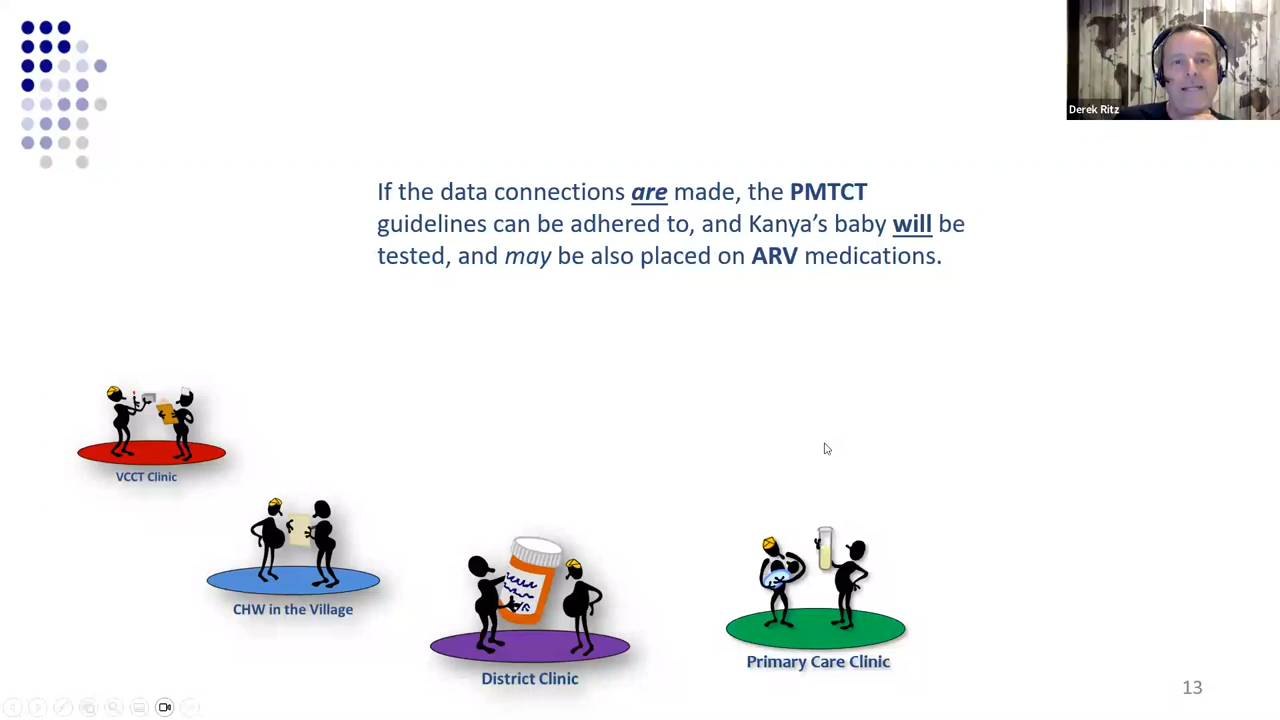 Derek Ritz
If the data connections are made, the PMTCT
guidelines can be adhered to, and Kanya’s baby will be
tested, and may be also placed on ARV medications.
VCCT Clinic
CHW in the Village
District Clinic
Primary Care Clinic
13